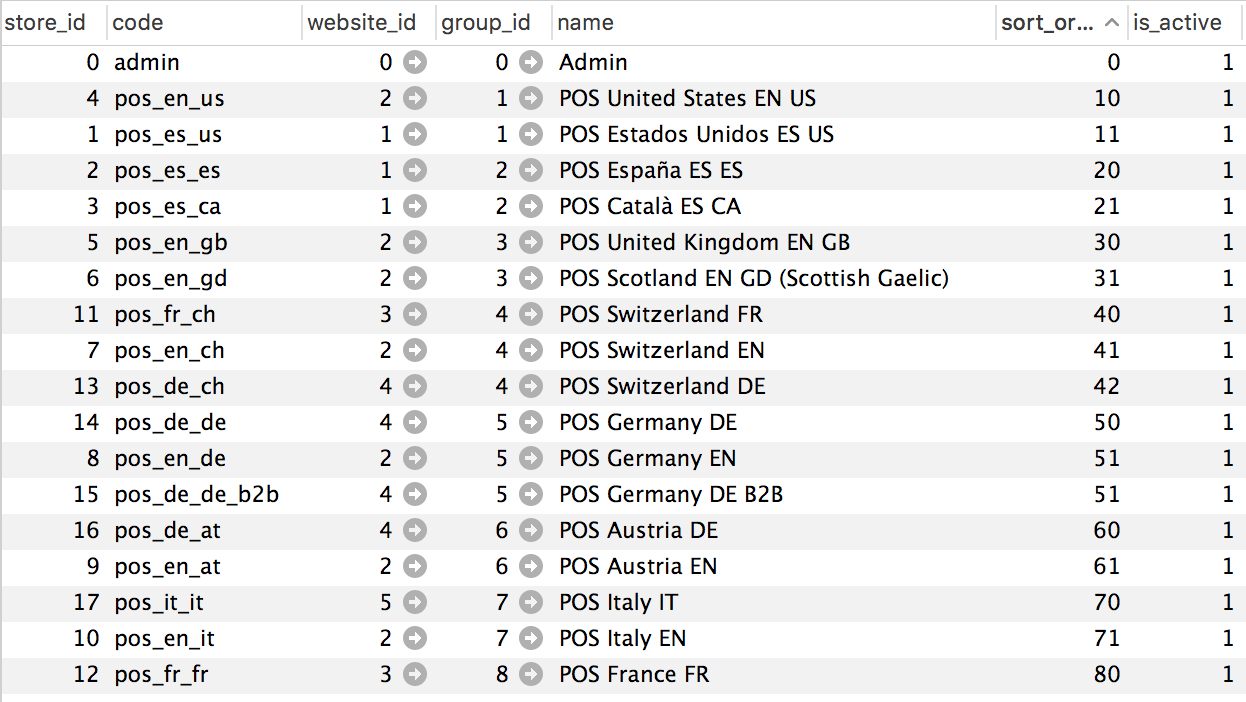 store_id code website_id group_id name sort_or... is_active
0 admin 0 0 Admin 0 1
4 pos_en_us 2 1 POS United States EN US 10 1
1 pos_es_us 1 1 POS Estados Unidos ES US 11 1
2 pos_es_es 1 2 POS España ES ES 20 1
3 pos_es_ca 1 2 POS Català ES CA 21 1
5 pos_en_gb 2 3 POS United Kingdom EN GB 30 1
6 pos_en_gd 2 3 POS Scotland EN GD (Scottish Gaelic) 31 1
11 pos_fr_ch 3 4 POS Switzerland FR 40 1
7 pos_en_ch 2 4 POS Switzerland EN 41 1
13 pos_de_ch 4 4 POS Switzerland DE 42 1
14 pos_de_de 4 5 POS Germany DE 50 1
8 pos_en_de 2 5 POS Germany EN 51 1
15 pos_de_de_b2b 4 5 POS Germany DE B2B 51 1
16 pos_de_at 4 6 POS Austria DE 60 1
9 pos_en_at 2 6 POS Austria EN 61 1
17 pos_it_it 5 7 POS Italy IT 70 1
10 pos_en_it 2 7 POS Italy EN 71 1
12 pos_fr_fr 3 8 POS France FR 80 1